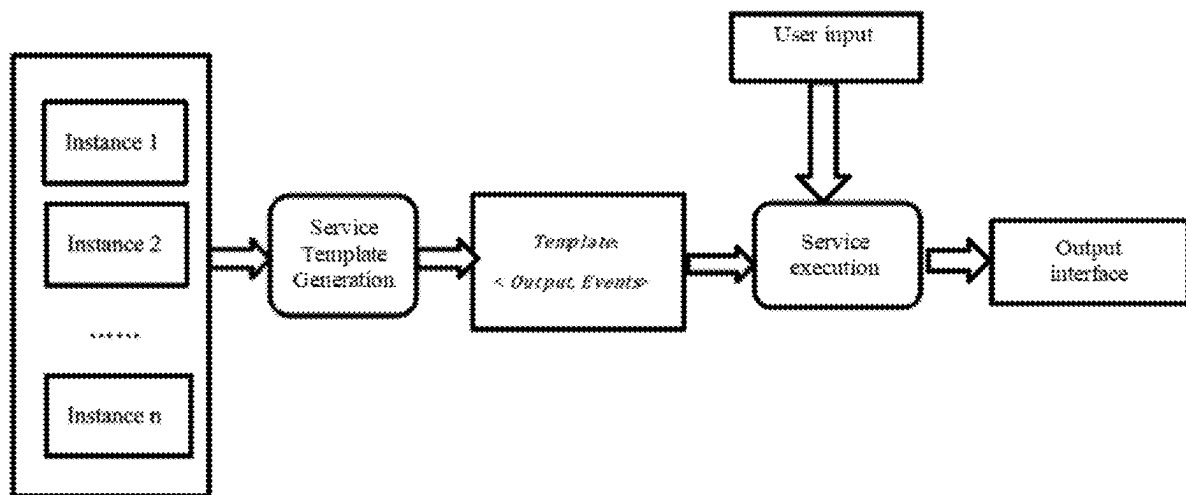 User input
Instance 1
Instance 2
......
Instance n
Service
Template
Generation
Template
< Output, Events>
Service
execution
Output
interface